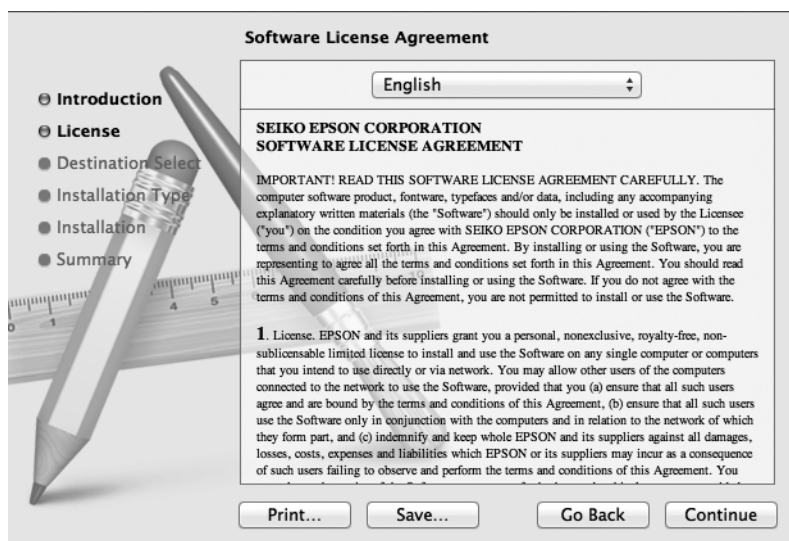 Software License Agreement
Introduction
License
Destination Select
Installation Type
Installation
Summary
English
SEIKO EPSON CORPORATION
SOFTWARE LICENSE AGREEMENT
IMPORTANT! READ THIS SOFTWARE LICENSE AGREEMENT CAREFULLY. The
computer software product, fontware, typefaces and/or data, including any accompanying
explanatory written materials (the "Software") should only be installed or used by the Licensee
("you") on the condition you agree with SEIKO EPSON CORPORATION ("EPSON") to the
terms and conditions set forth in this Agreement. By installing or using the Software, you are
representing to agree all the terms and conditions set forth in this Agreement. You should read
this Agreement carefully before installing or using the Software. If you do not agree with the
terms and conditions of this Agreement, you are not permitted to install or use the Software.
1. License. EPSON and its suppliers grant you a personal, nonexclusive, royalty-free, non-
sublicensable limited license to install and use the Software on any single computer or computers
that you intend to use directly or via network. You may allow other users of the computers
connected to the network to use the Software, provided that you (a) ensure that all such users
agree and are bound by the terms and conditions of this Agreement, (b) ensure that all such users
use the Software only in conjunction with the computers and in relation to the network of which
they form part, and (c) indemnify and keep whole EPSON and its suppliers against all damages,
losses, costs, expenses and liabilities which EPSON or its suppliers may incur as a consequence
of such users failing to observe and perform the terms and conditions of this Agreement. You
0 1 4 5
Print... Save... Go Back Continue